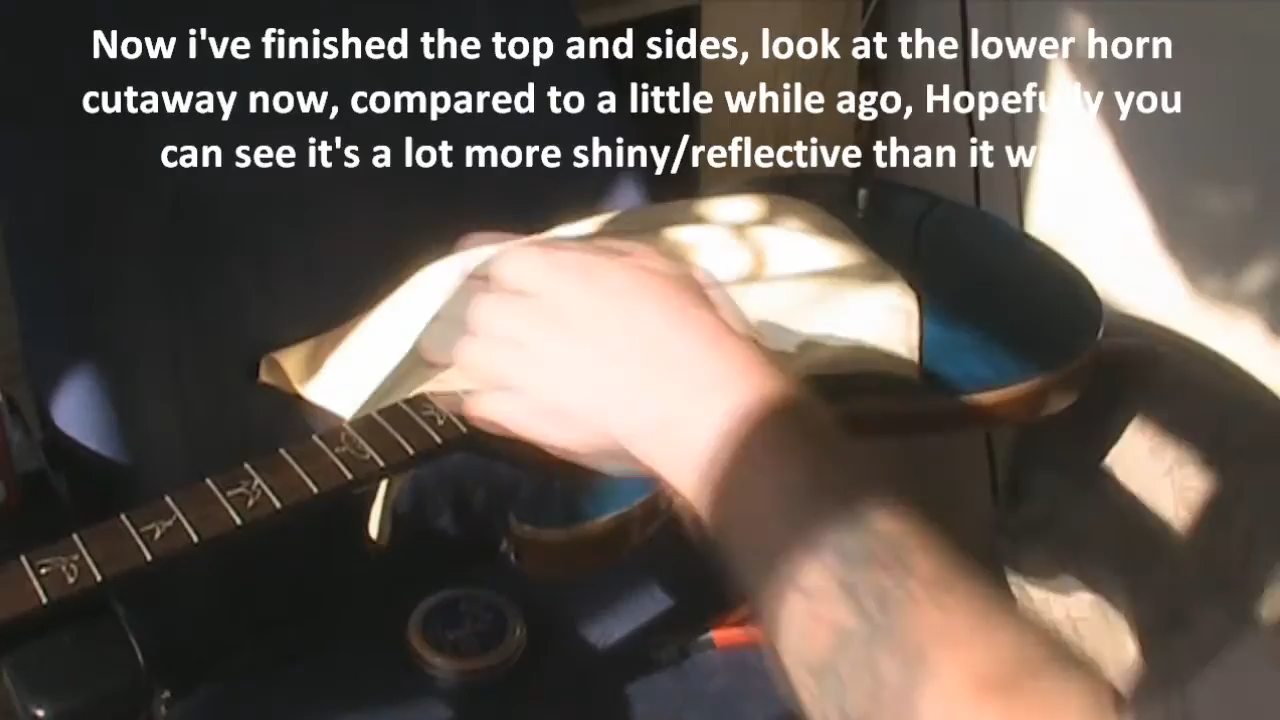 Now i've finished the top and sides, look at the lower horn
cutaway now, compared to a little while ago, Hopefully you
can see it's a lot more shiny/reflective than it